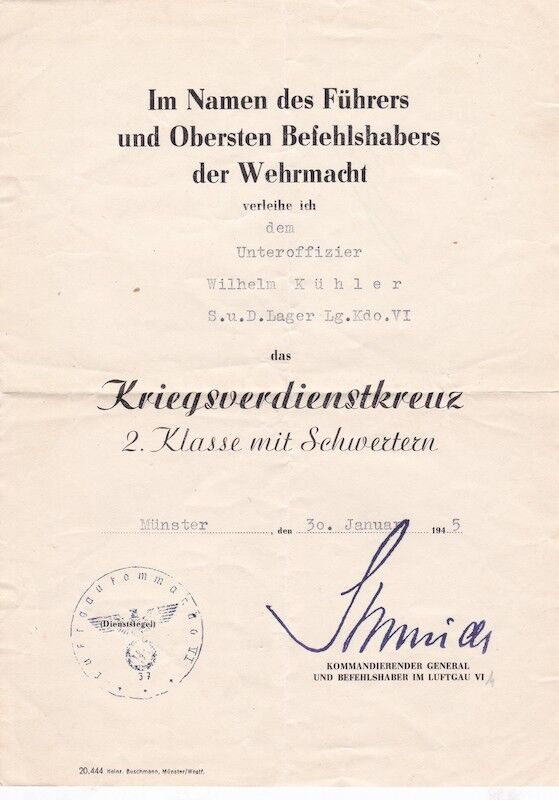 Im Namen des Führers
und Obersten Befehlshabers
der Wehrmacht
verleihe ich
dem
Unteroffizier
Wilhelm Kühler
S.u.D.Lager Lg.Kdo.VI
das
Kriegsverdienstkreuz
2. Klasse mit Schwertern
Münster, den 30. Januar 1945
Luftgaukommando VI
(Dienstsiegel)
37
KOMMANDIERENDER GENERAL
UND BEFEHLSHABER IM LUFTGAU VI
20.444 Heinr. Buschmann, Münster/Westf.